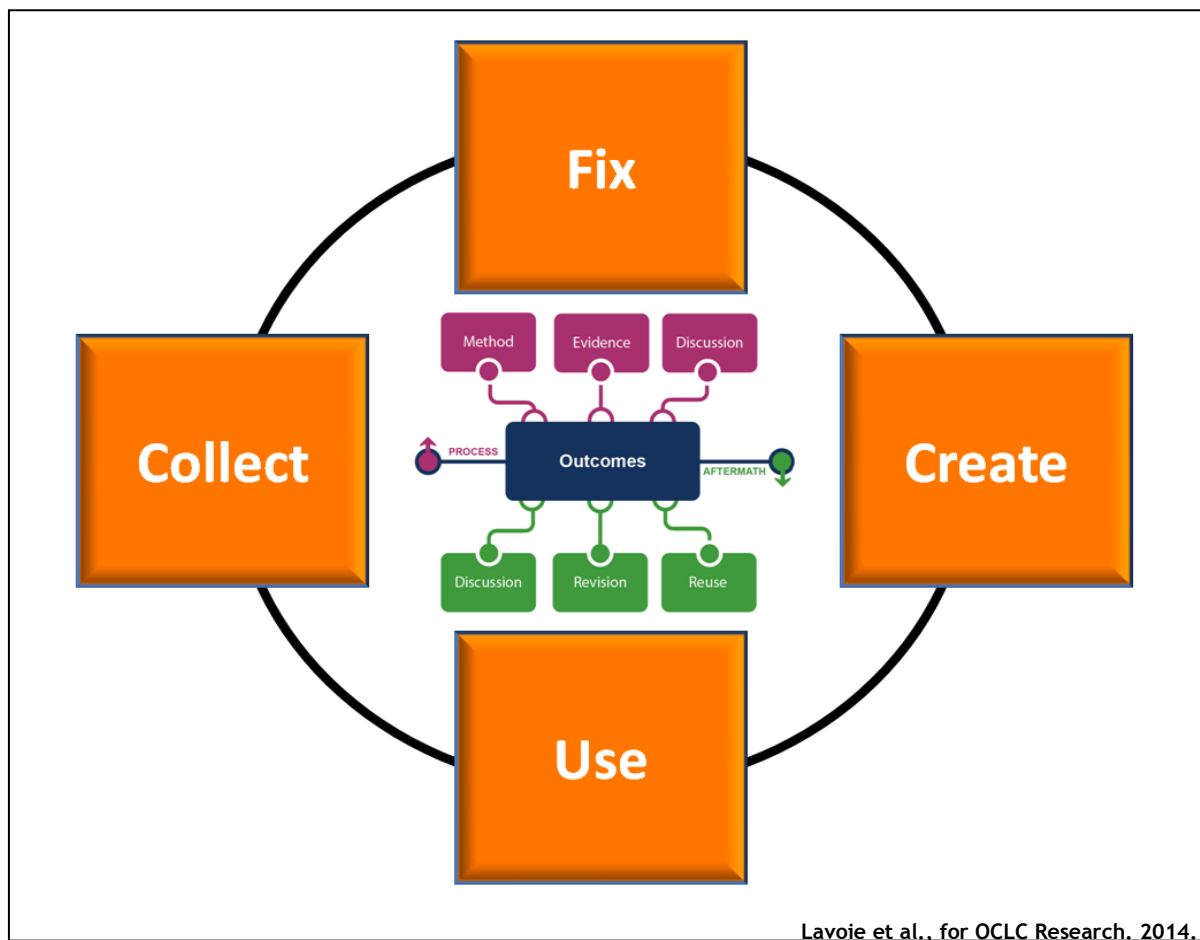 Fix
Method
Evidence
Discussion
Collect
PROCESS
Outcomes
AFTERMATH
Create
Discussion
Revision
Reuse
Use
Lavoie et al., for OCLC Research, 2014.